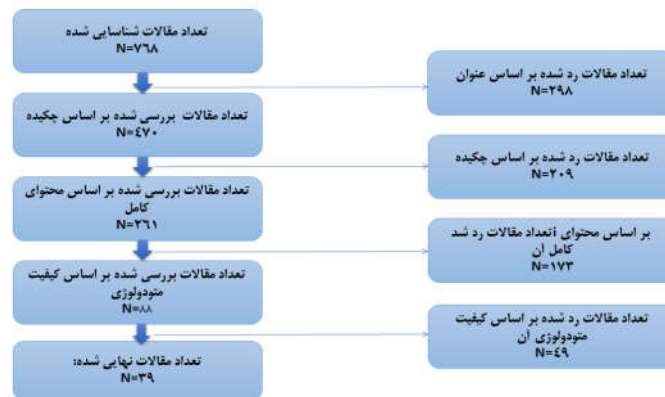 تعداد مقالات شناسایی شده
N=۷۶۸
تعداد مقالات رد شده بر اساس عنوان
N=۲۹۸
تعداد مقالات بررسی شده بر اساس چکیده
N=٤۷۰
تعداد مقالات رد شده بر اساس چکیده
N=۲۰۹
تعداد مقالات بررسی شده بر اساس محتوای
کامل
N=۲۶۱
بر اساس محتوای أتعداد مقالات رد شد
کامل آن
N=۱۷۳
تعداد مقالات بررسی شده بر اساس کیفیت
متودولوژی
N=۸۸
تعداد مقالات رد شده بر اساس کیفیت
متودولوژی آن
N=٤۹
تعداد مقالات نهایی شده:
N=۳۹